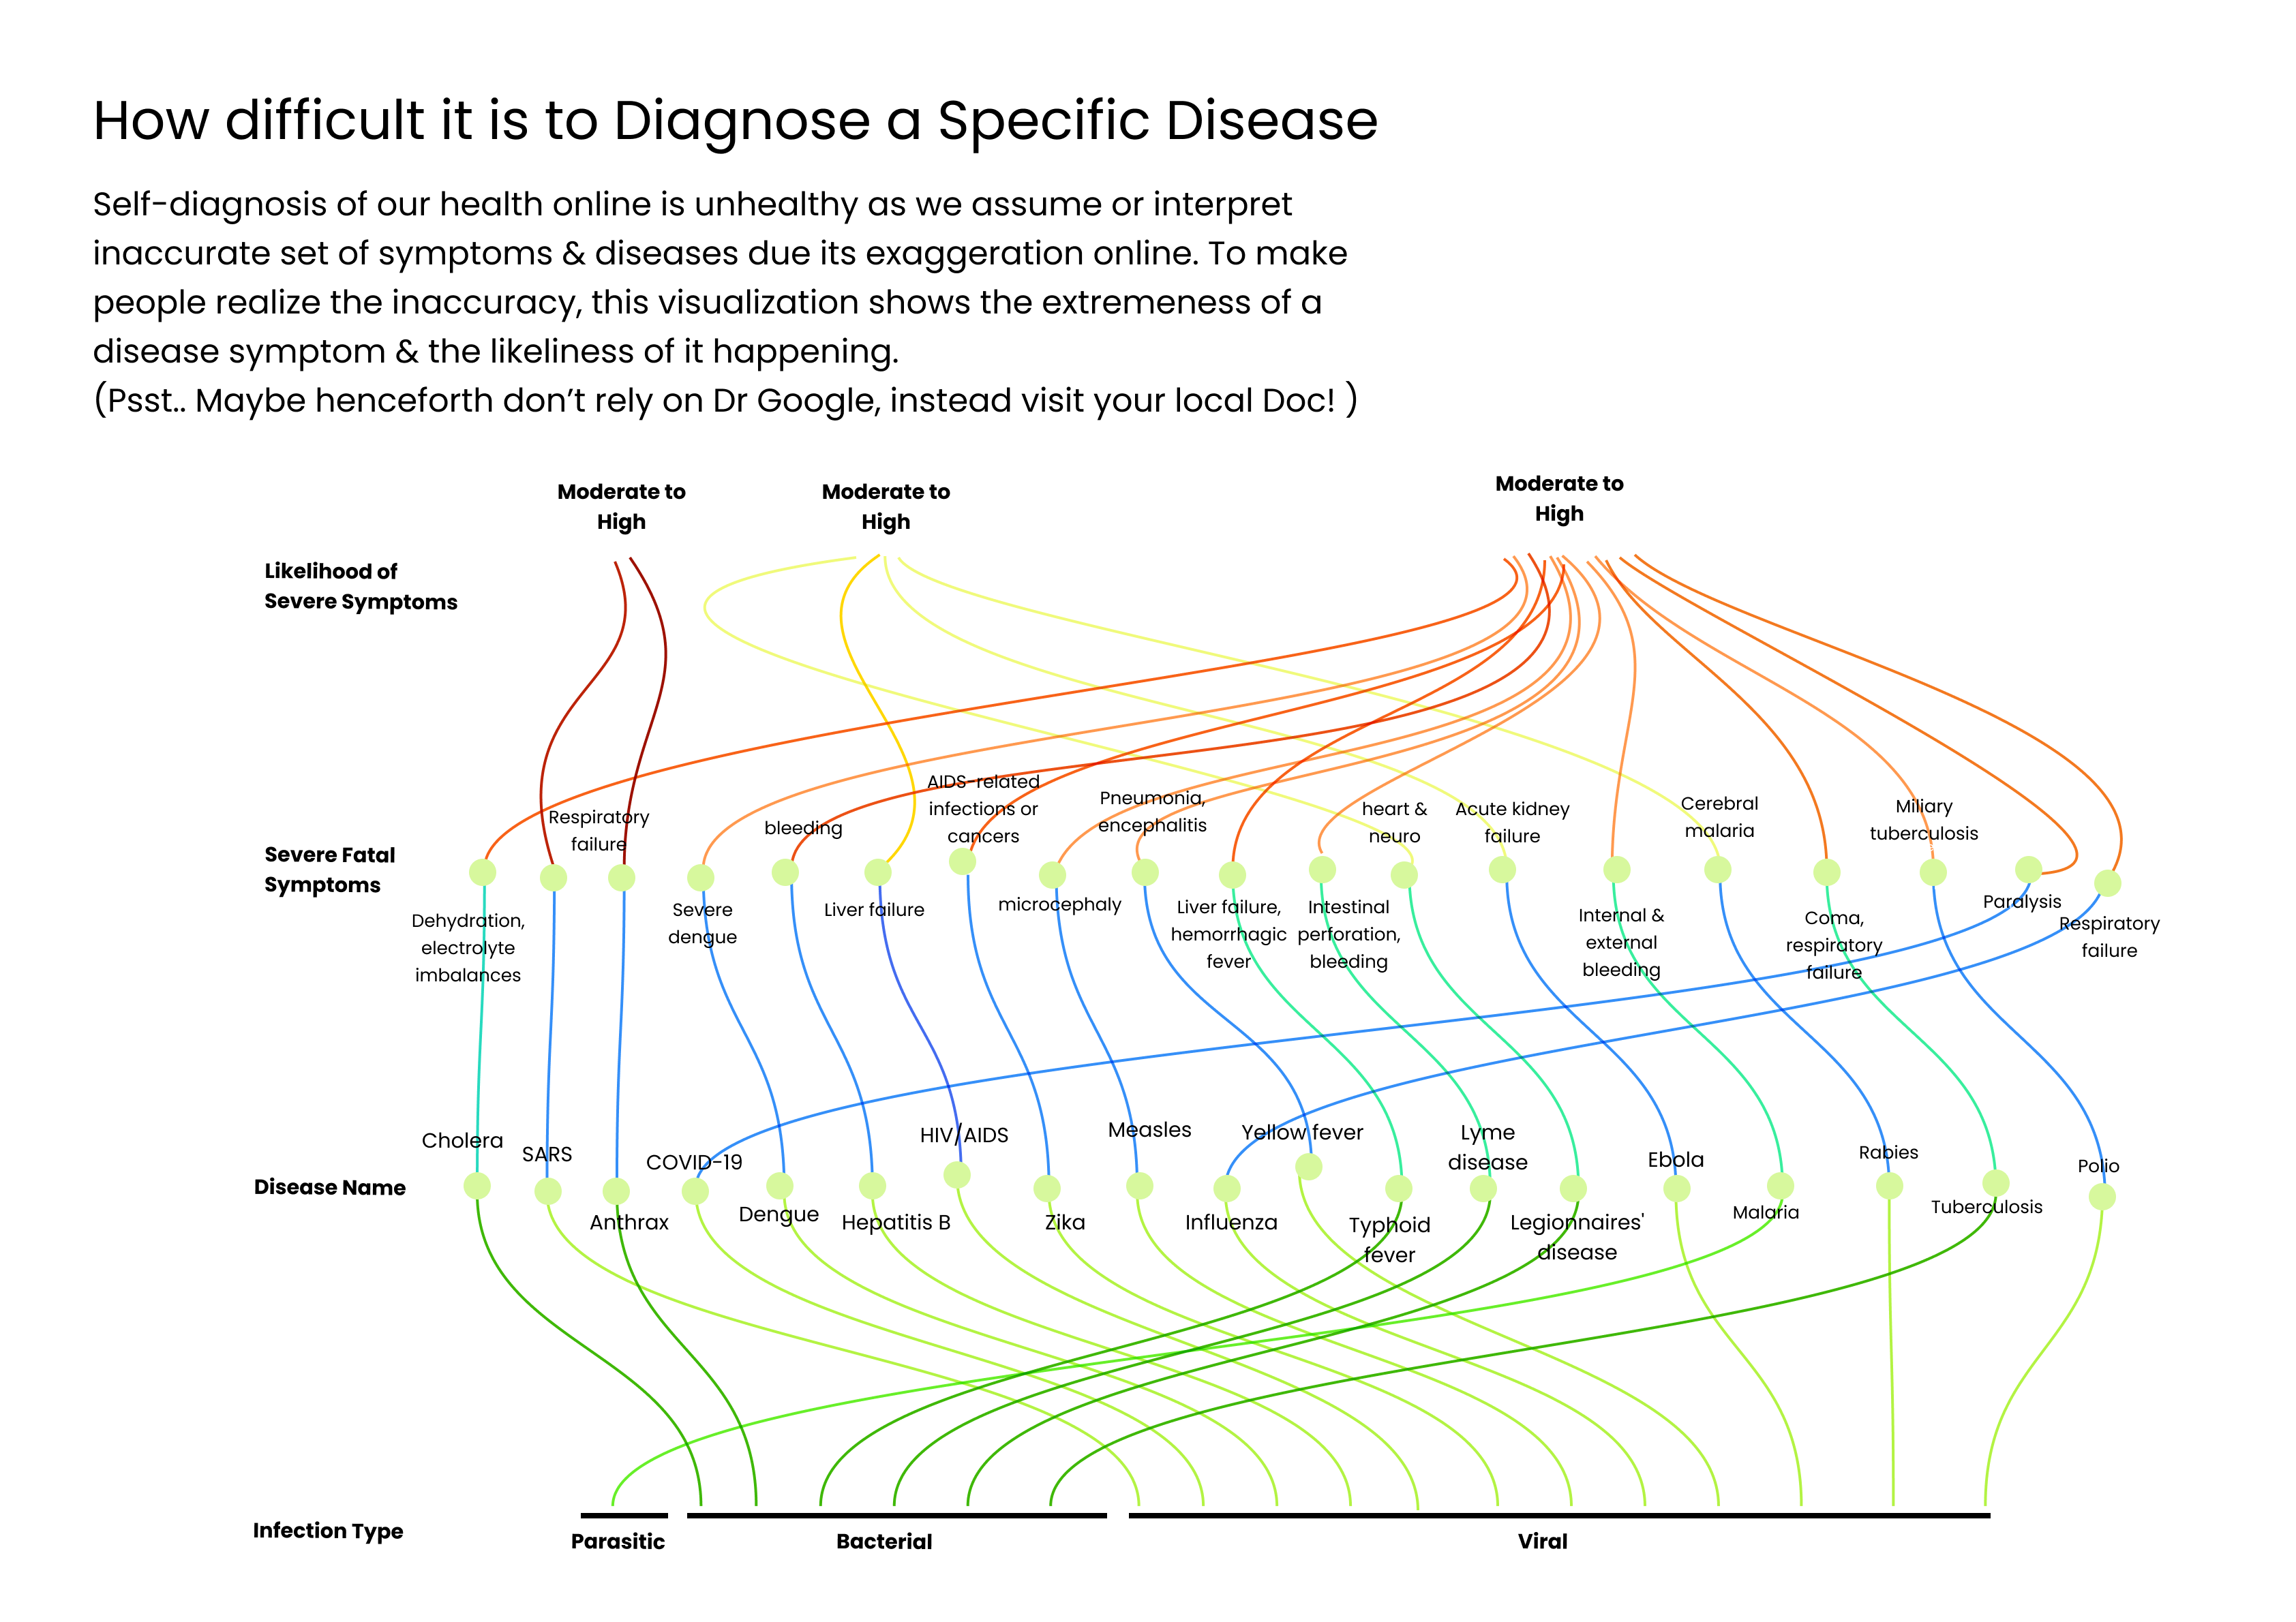 How difficult it is to Diagnose a Specific Disease
Self-diagnosis of our health online is unhealthy as we assume or interpret
inaccurate set of symptoms & diseases due its exaggeration online. To make
people realize the inaccuracy, this visualization shows the extremeness of a
disease symptom & the likeliness of it happening.
(Psst.. Maybe henceforth don’t rely on Dr Google, instead visit your local Doc! )
Moderate to
High
Moderate to
High
Moderate to
High
Likelihood of
Severe Symptoms
Severe Fatal
Symptoms
Dehydration,
electrolyte
imbalances
Respiratory
failure
Severe
dengue
bleeding
Liver failure
AIDS-related
infections or
cancers
microcephaly
Pneumonia,
encephalitis
Liver failure,
hemorrhagic
fever
Intestinal
perforation,
bleeding
heart &
neuro
Acute kidney
failure
Internal &
external
bleeding
Cerebral
malaria
Coma,
respiratory
failure
Miliary
tuberculosis
Paralysis
Respiratory
failure
Disease Name
Cholera
SARS
Anthrax
COVID-19
Dengue
Hepatitis B
HIV/AIDS
Zika
Measles
Influenza
Yellow fever
Typhoid
fever
Lyme
disease
Legionnaires'
disease
Ebola
Malaria
Rabies
Tuberculosis
Polio
Infection Type
Parasitic
Bacterial
Viral